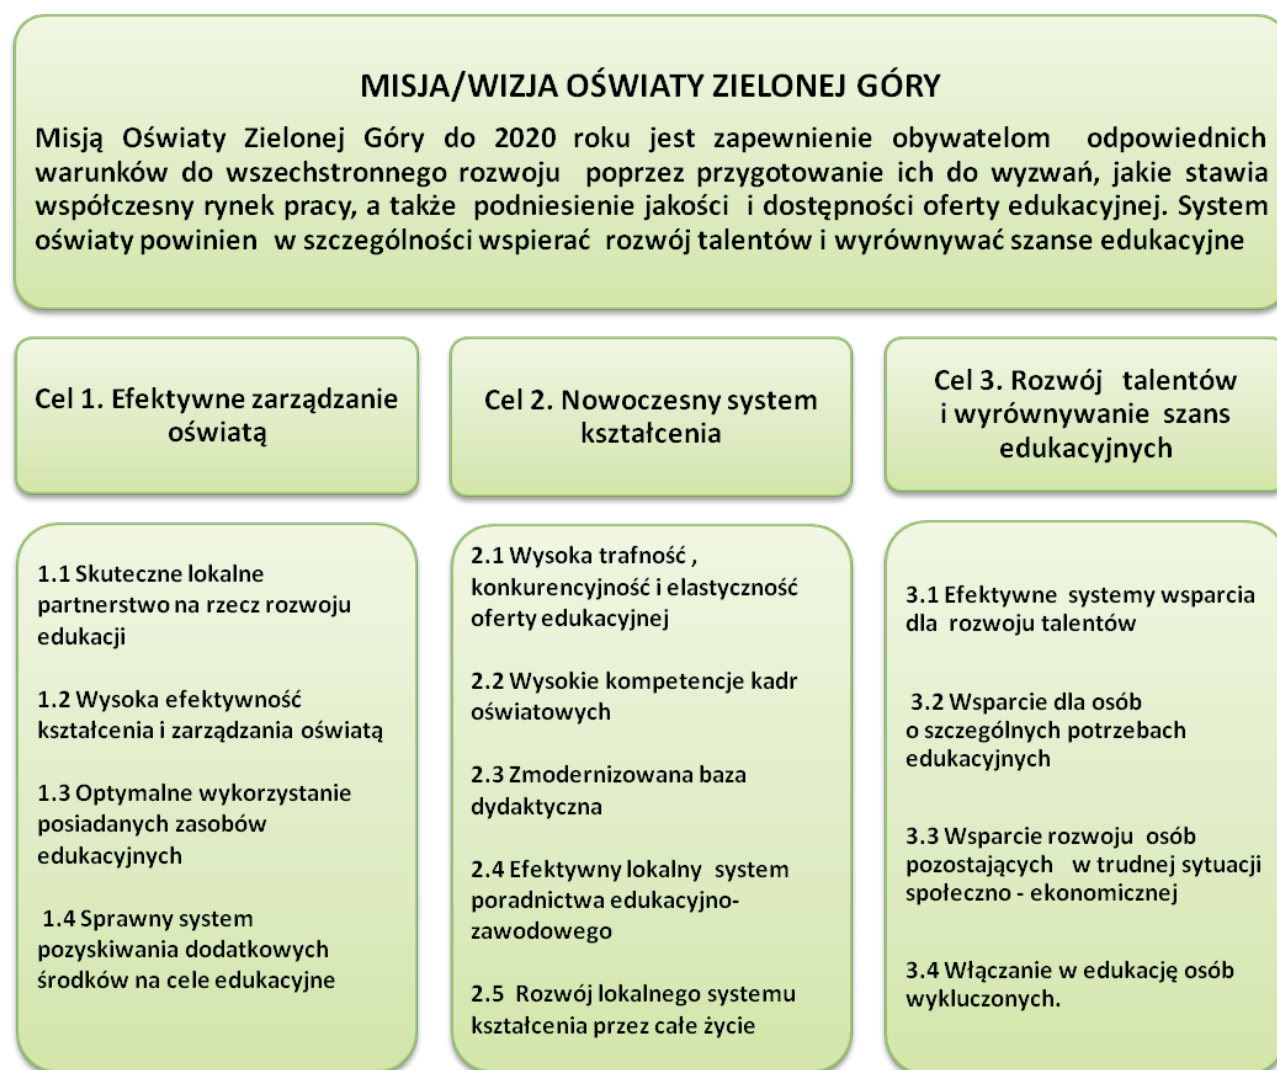 MISJA/WIZJA OŚWIATY ZIELONEJ GÓRY
Misją Oświaty Zielonej Góry do 2020 roku jest zapewnienie obywatelom odpowiednich
warunków do wszechstronnego rozwoju poprzez przygotowanie ich do wyzwań, jakie stawia
współczesny rynek pracy, a także podniesienie jakości i dostępności oferty edukacyjnej. System
oświaty powinien w szczególności wspierać rozwój talentów i wyrównywać szanse edukacyjne
Cel 1. Efektywne zarządzanie
oświatą
Cel 2. Nowoczesny system
kształcenia
Cel 3. Rozwój talentów
i wyrównywanie szans
edukacyjnych
1.1 Skuteczne lokalne
partnerstwo na rzecz rozwoju
edukacji
1.2 Wysoka efektywność
kształcenia i zarządzania oświatą
1.3 Optymalne wykorzystanie
posiadanych zasobów
edukacyjnych
1.4 Sprawny system
pozyskiwania dodatkowych
środków na cele edukacyjne
2.1 Wysoka trafność ,
konkurencyjność i elastyczność
oferty edukacyjnej
2.2 Wysokie kompetencje kadr
oświatowych
2.3 Zmodernizowana baza
dydaktyczna
2.4 Efektywny lokalny system
poradnictwa edukacyjno-
zawodowego
2.5 Rozwój lokalnego systemu
kształcenia przez całe życie
3.1 Efektywne systemy wsparcia
dla rozwoju talentów
3.2 Wsparcie dla osób
o szczególnych potrzebach
edukacyjnych
3.3 Wsparcie rozwoju osób
pozostających w trudnej sytuacji
społeczno - ekonomicznej
3.4 Włączanie w edukację osób
wykluczonych.